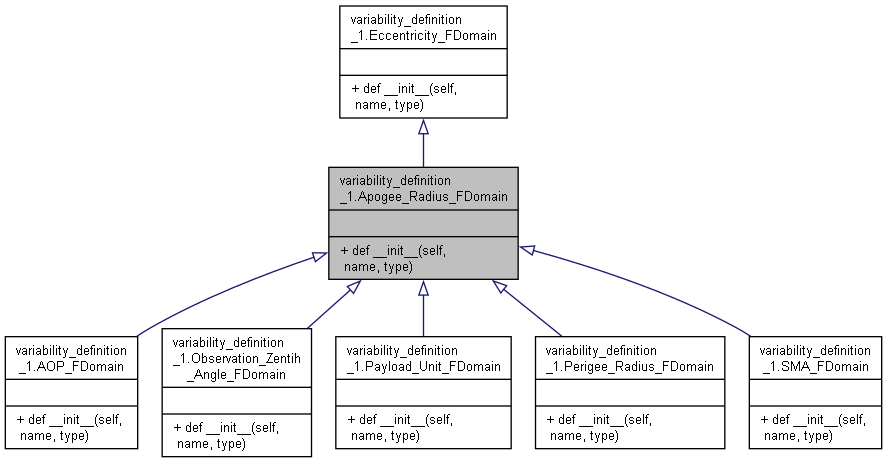 variability_definition
_1.Eccentricity_FDomain
+ def __init__(self,
name, type)
variability_definition
_1.Apogee_Radius_FDomain
+ def __init__(self,
name, type)
variability_definition
_1.AOP_FDomain
+ def __init__(self,
name, type)
variability_definition
_1.Observation_Zentih
_Angle_FDomain
+ def __init__(self,
name, type)
variability_definition
_1.Payload_Unit_FDomain
+ def __init__(self,
name, type)
variability_definition
_1.Perigee_Radius_FDomain
+ def __init__(self,
name, type)
variability_definition
_1.SMA_FDomain
+ def __init__(self,
name, type)